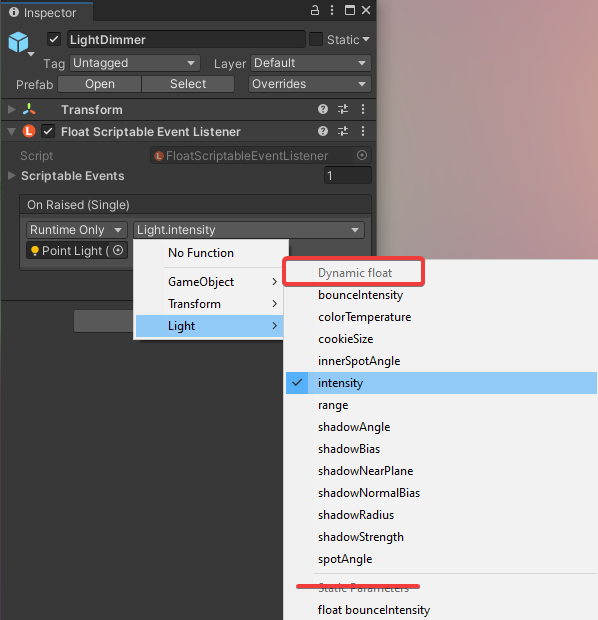 Inspector
LightDimmer
Static
Tag Untagged Layer Default
Prefab Open Select Overrides
Transform
Float Scriptable Event Listener
Script FloatScriptableEventListener
Scriptable Events 1
On Raised (Single)
Runtime Only Light.intensity
Point Light (
No Function
GameObject
Transform
Light
Dynamic float
bounceIntensity
colorTemperature
cookieSize
innerSpotAngle
intensity
range
shadowAngle
shadowBias
shadowNearPlane
shadowNormalBias
shadowRadius
shadowStrength
spotAngle
Static Parameters
float bounceIntensity